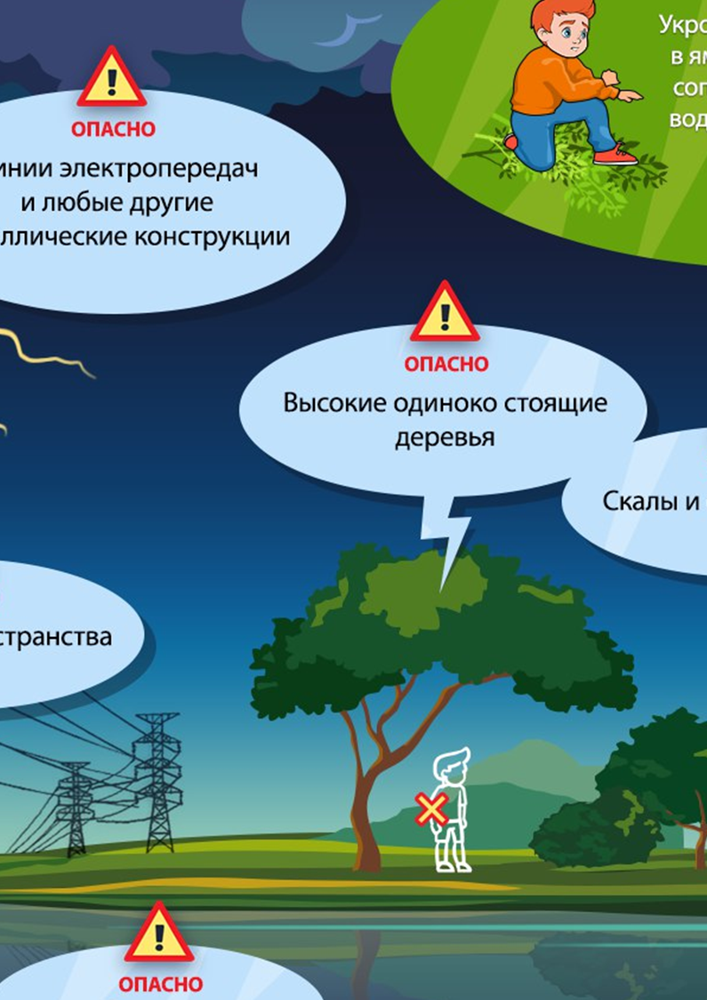 Укро
в ям
сог
вод
ОПАСНО
инии электропередач
и любые другие
ллические конструкции
ОПАСНО
Высокие одиноко стоящие
деревья
Скалы и
странства
ОПАСНО